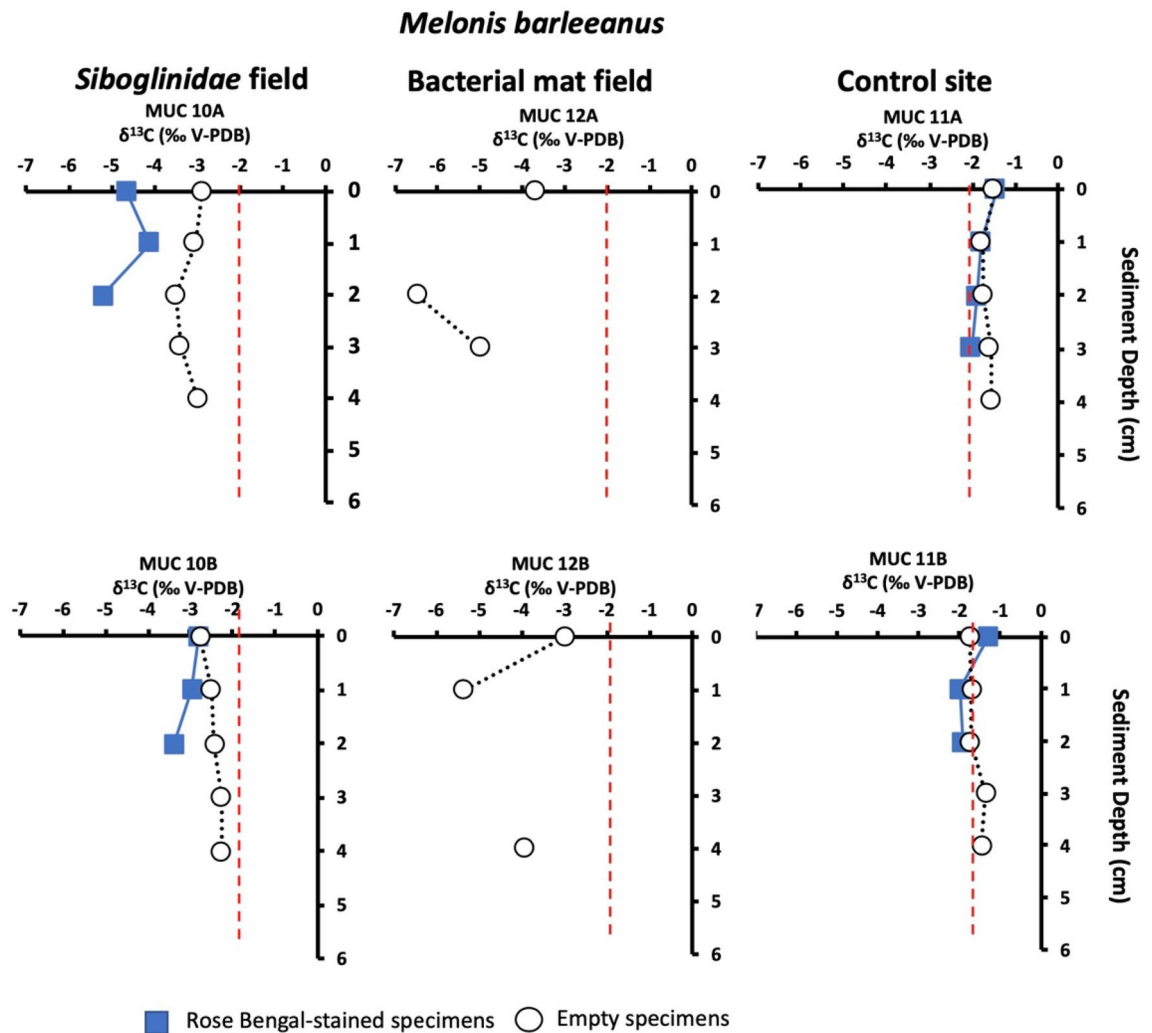 Melonis barleeanus
Siboglinidae field
Bacterial mat field
Control site
MUC 10A
δ¹³C (‰ V-PDB)
-7 -6 -5 -4 -3 -2 -1 0
0
1
2
3
4
5
6
MUC 12A
δ¹³C (‰ V-PDB)
-7 -6 -5 -4 -3 -2 -1 0
0
1
2
3
4
5
6
MUC 11A
δ¹³C (‰ V-PDB)
-7 -6 -5 -4 -3 -2 -1 0
0
1
2
3
4
5
6
Sediment Depth (cm)
MUC 10B
δ¹³C (‰ V-PDB)
-7 -6 -5 -4 -3 -2 -1 0
0
1
2
3
4
5
6
MUC 12B
δ¹³C (‰ V-PDB)
-7 -6 -5 -4 -3 -2 -1 0
0
1
2
3
4
5
6
MUC 11B
δ¹³C (‰ V-PDB)
7 -6 -5 -4 -3 -2 -1 0
0
1
2
3
4
5
6
Sediment Depth (cm)
Rose Bengal-stained specimens
Empty specimens